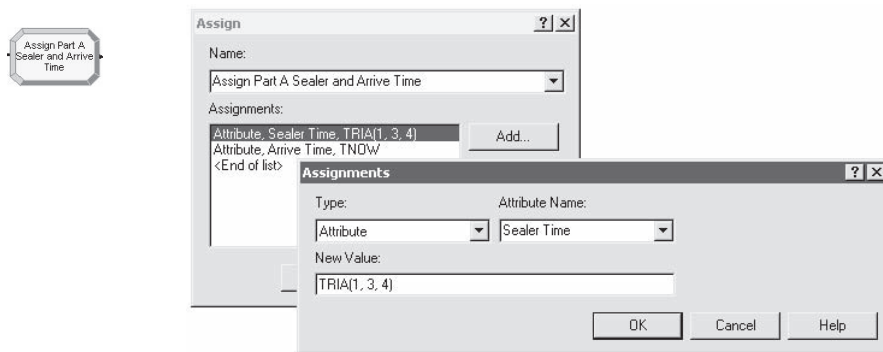 Assign Part A
Sealer and Arrive
Time
Assign
Name:
Assign Part A Sealer and Arrive Time
Assignments:
Attribute, Sealer Time, TRIA(1, 3, 4)
Attribute, Arrive Time, TNOW
<End of list>
Add...
Assignments
Type:
Attribute Name:
Attribute
Sealer Time
New Value:
TRIA(1, 3, 4)
OK
Cancel
Help